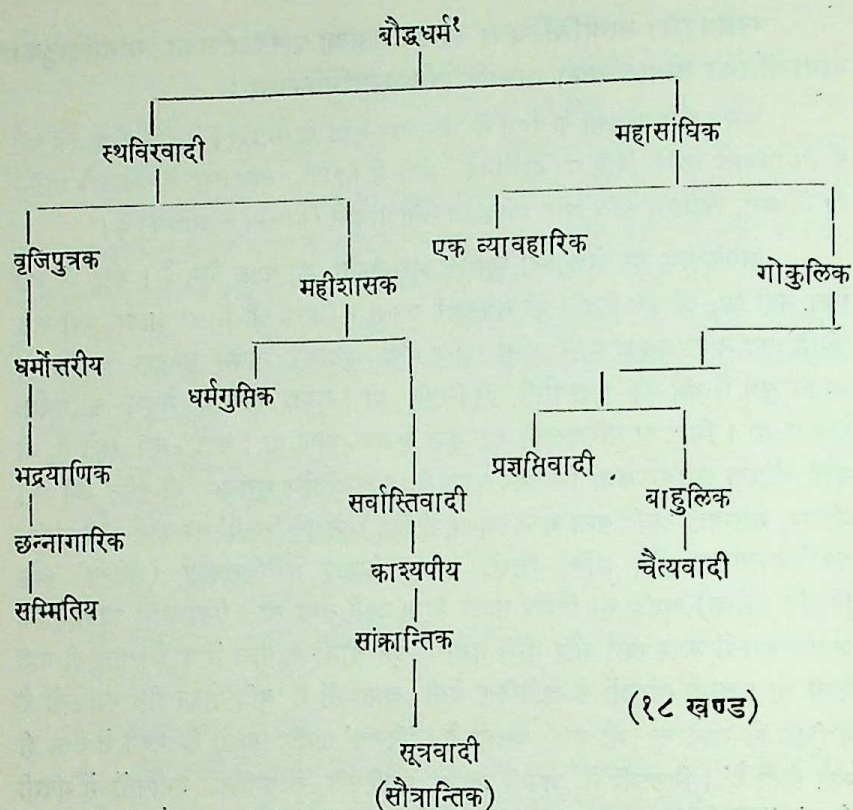 बौद्धधर्म¹
स्थविरवादी
महासांघिक
वृजिपुत्रक
महीशासक
एक व्यावहारिक
गोकुलिक
धर्मोत्तरीय
धर्मगुप्तिक
भद्रयाणिक
सर्वास्तिवादी
प्रज्ञप्तिवादी
बाहुलिक
छन्नागारिक
काश्यपीय
चैत्यवादी
सम्मितिय
सांक्रान्तिक
(१८ खण्ड)
सूत्रवादी
(सौत्रान्तिक)